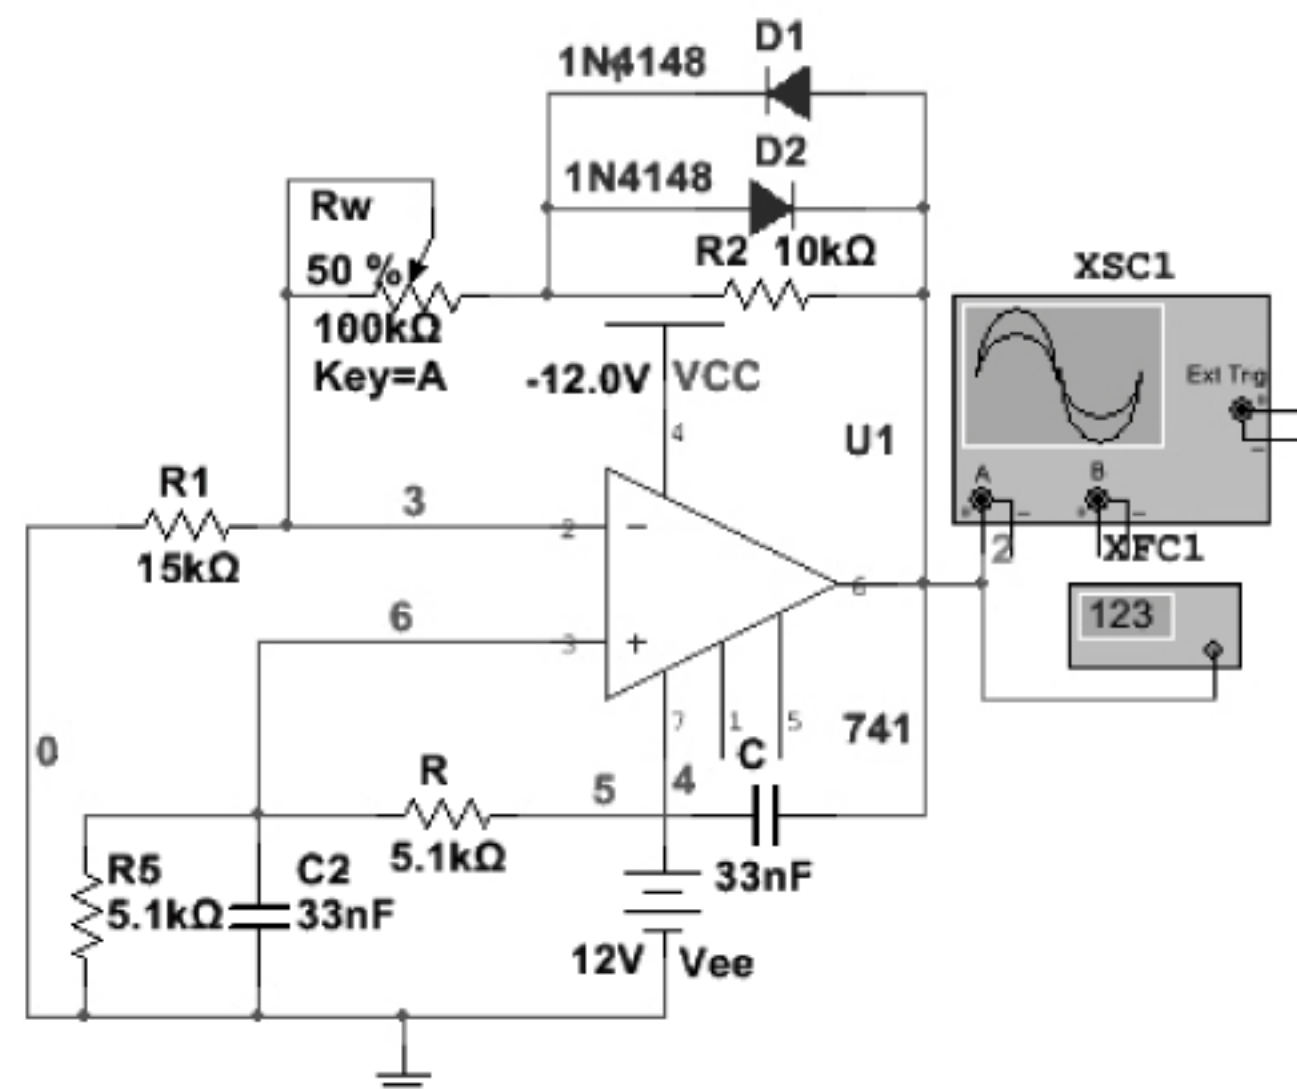 D1
1N4148
D2
1N4148
Rw
R2 10kΩ
50 %
XSC1
100kΩ
Key=A
-12.0V VCC
Ext Trig
4
U1
A
B
R1
3
2
15kΩ
2
XFC1
6
6
3
123
7
1
5
741
0
C
R
5
4
5.1kΩ
R5
C2
33nF
5.1kΩ
33nF
12V Vee